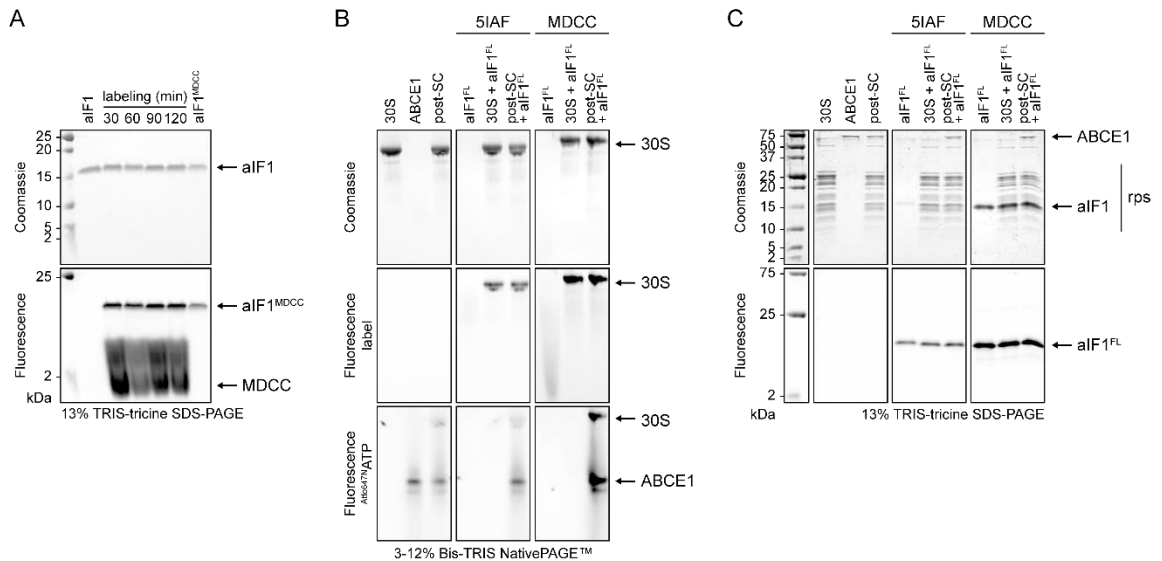 A
aIF1
labeling (min)
30 60 90 120
aIF1MDCC
25
20
15
10
5
2
Coomassie
aIF1
25
2
kDa
Fluorescence
aIF1MDCC
MDCC
13% TRIS-tricine SDS-PAGE
B
5IAF
MDCC
30S
ABCE1
post-SC
aIF1FL
30S + aIF1FL
post-SC
+ aIF1FL
aIF1FL
30S + aIF1FL
post-SC
+ aIF1FL
Coomassie
30S
Fluorescence
label
30S
Fluorescence
Atto647NATP
30S
ABCE1
3-12% Bis-TRIS NativePAGE™
C
5IAF
MDCC
30S
ABCE1
post-SC
aIF1FL
30S + aIF1FL
post-SC
+ aIF1FL
aIF1FL
30S + aIF1FL
post-SC
+ aIF1FL
Coomassie
75
50
37
25
20
15
10
5
2
ABCE1
rps
aIF1
Fluorescence
75
25
2
kDa
aIF1FL
13% TRIS-tricine SDS-PAGE